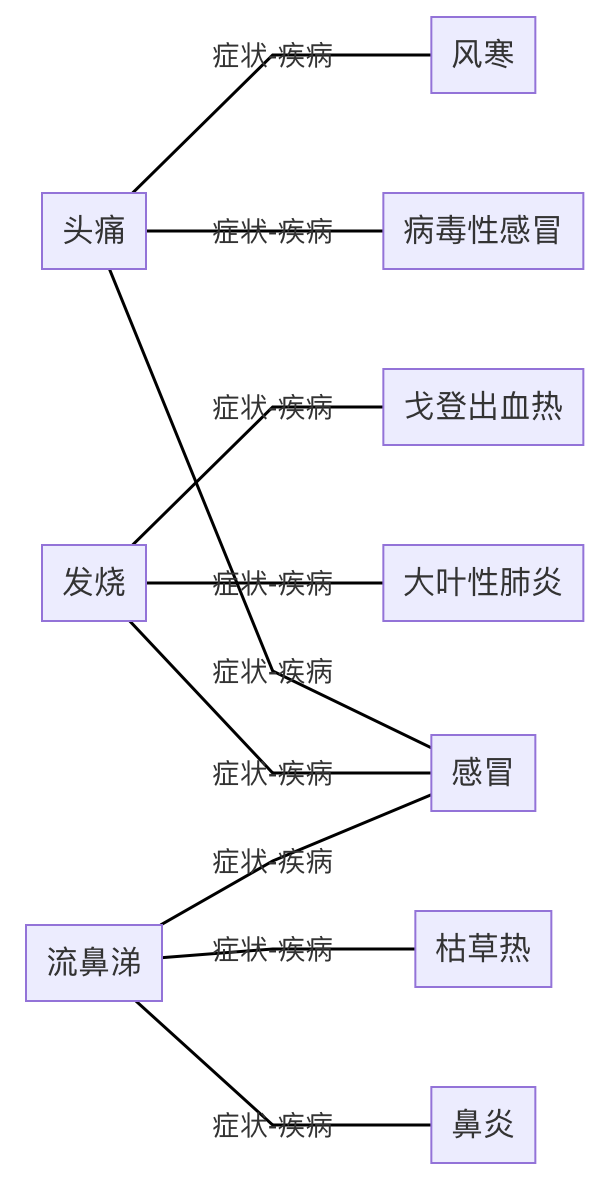 症状-疾病
风寒
头痛
症状-疾病
病毒性感冒
症状-疾病
戈登出血热
发烧
症状-疾病
大叶性肺炎
症状-疾病
症状-疾病
感冒
症状-疾病
流鼻涕
症状-疾病
枯草热
症状-疾病
鼻炎